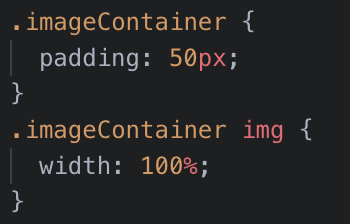 .imageContainer {
  padding: 50px;
}
.imageContainer img {
  width: 100%;
}